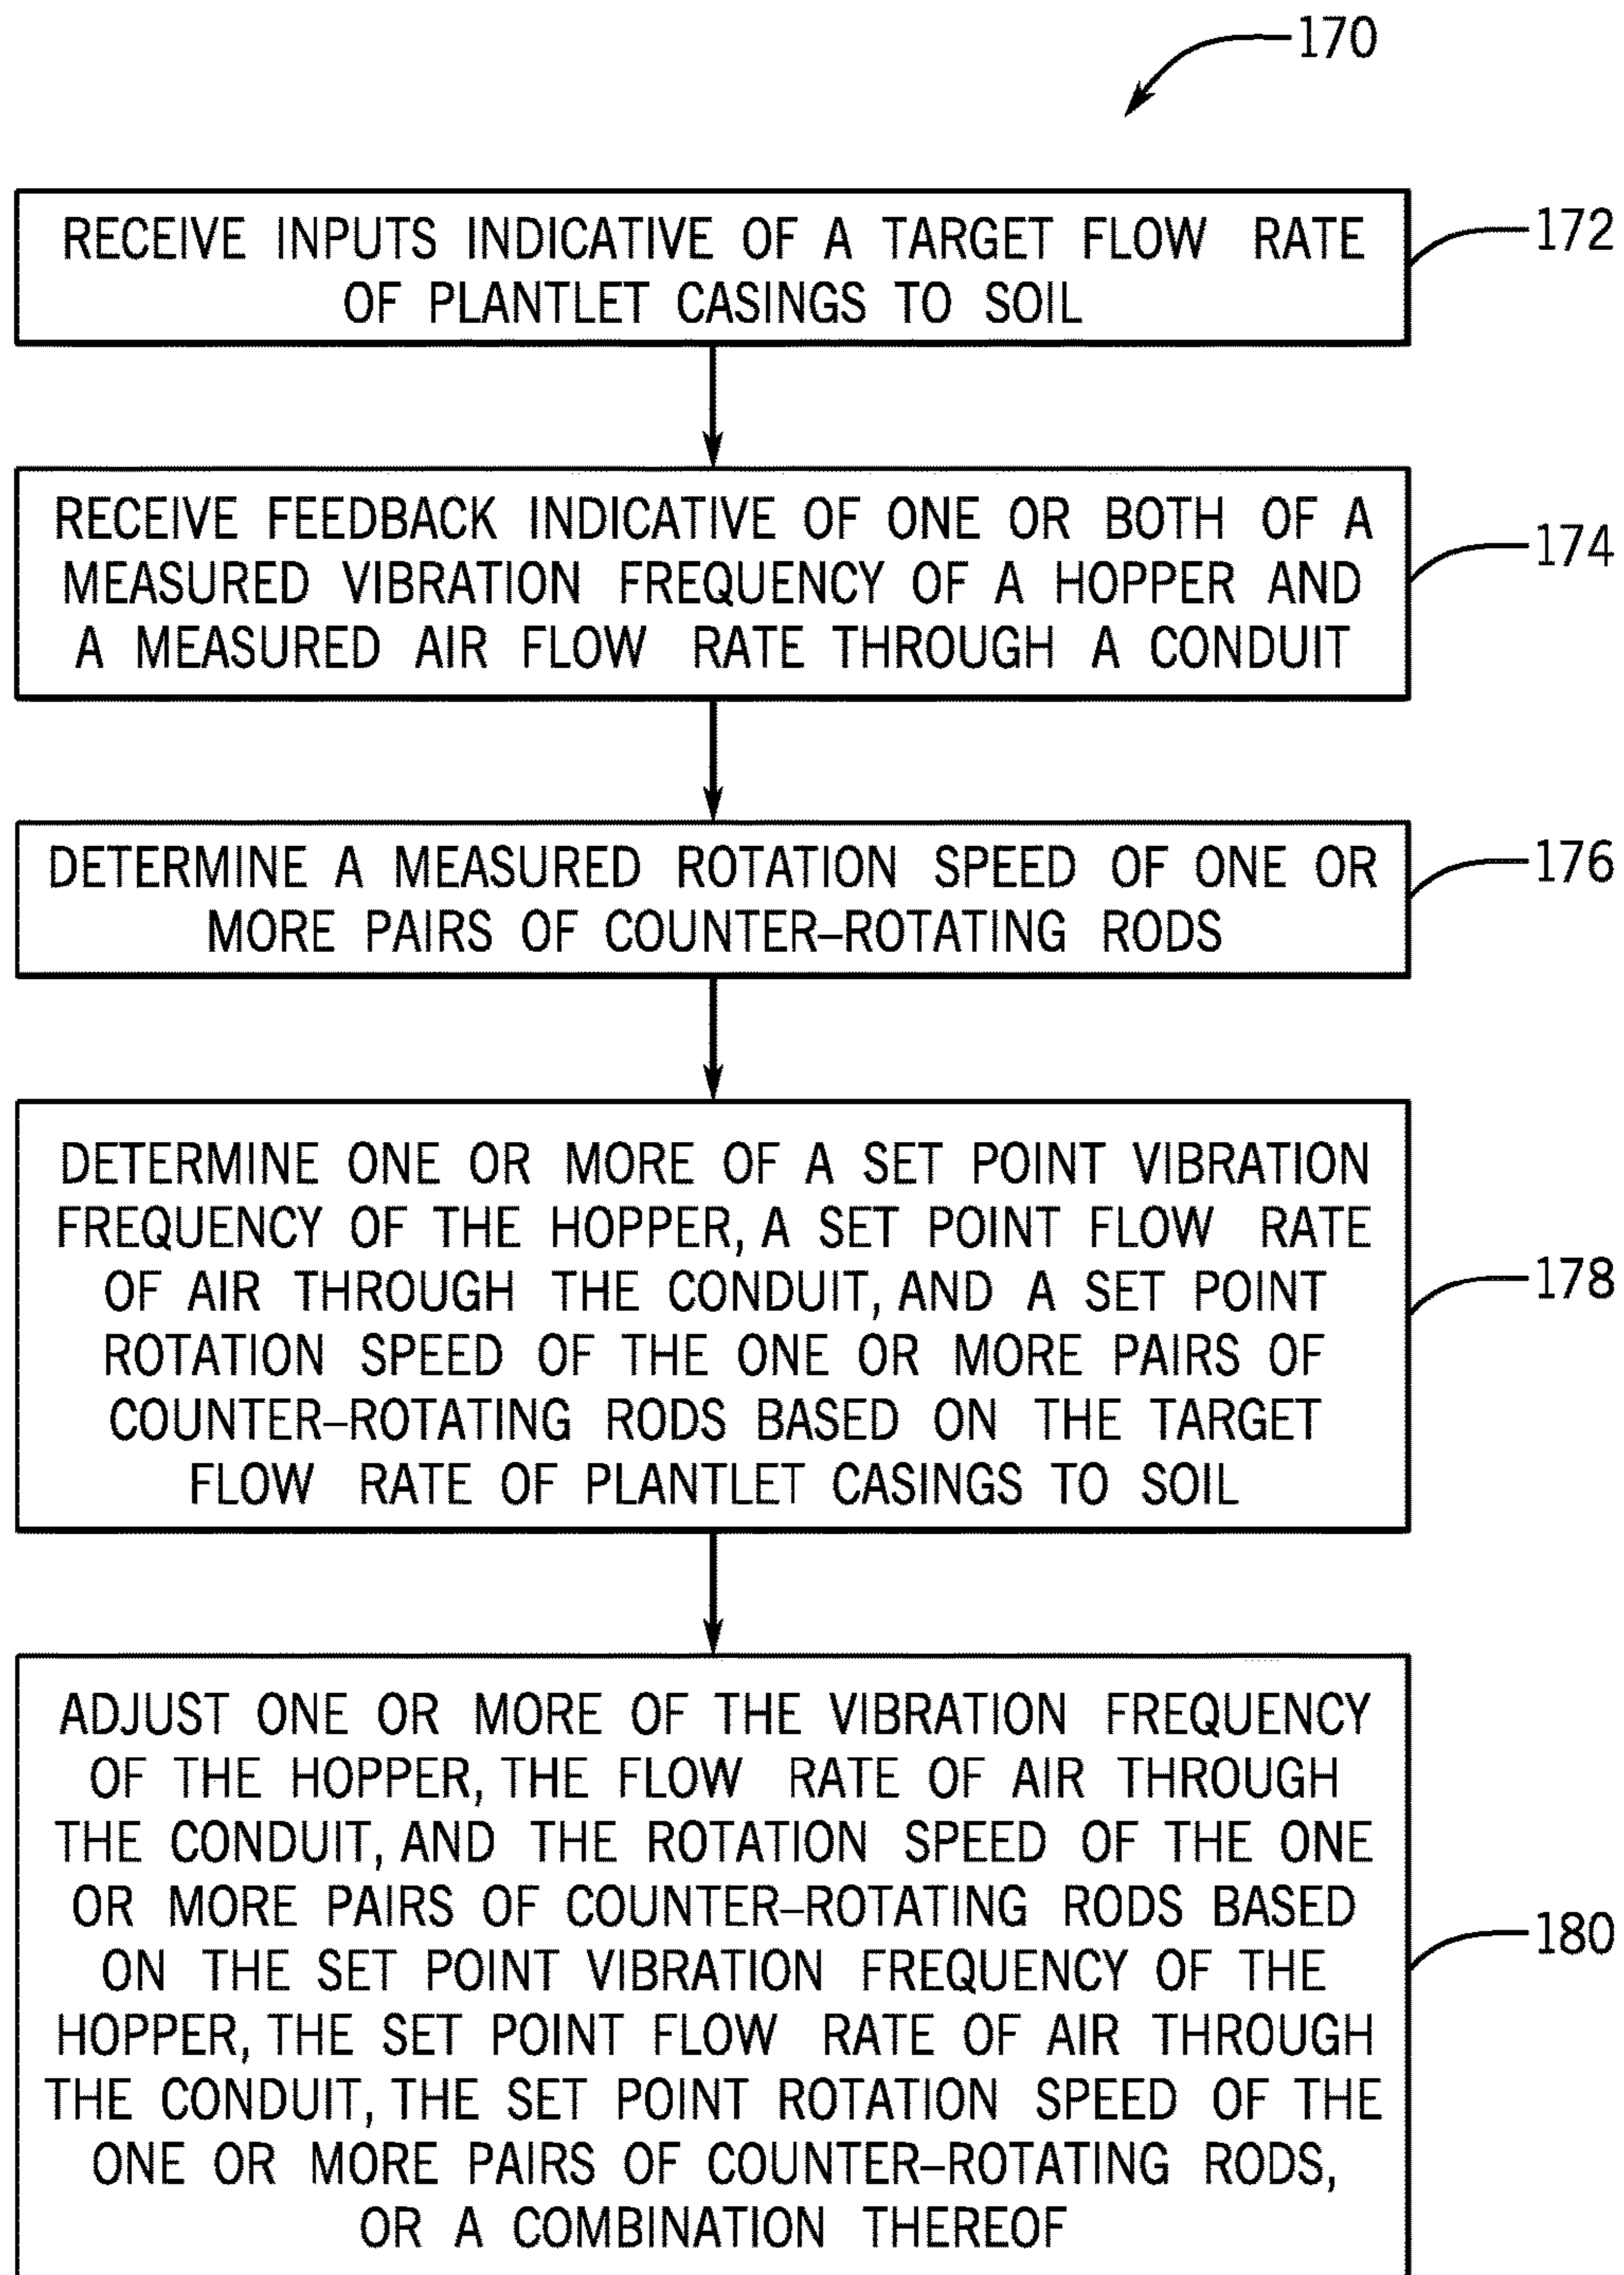 170
RECEIVE INPUTS INDICATIVE OF A TARGET FLOW RATE
OF PLANTLET CASINGS TO SOIL
172
RECEIVE FEEDBACK INDICATIVE OF ONE OR BOTH OF A
MEASURED VIBRATION FREQUENCY OF A HOPPER AND
A MEASURED AIR FLOW RATE THROUGH A CONDUIT
174
DETERMINE A MEASURED ROTATION SPEED OF ONE OR
MORE PAIRS OF COUNTER–ROTATING RODS
176
DETERMINE ONE OR MORE OF A SET POINT VIBRATION
FREQUENCY OF THE HOPPER, A SET POINT FLOW RATE
OF AIR THROUGH THE CONDUIT, AND A SET POINT
ROTATION SPEED OF THE ONE OR MORE PAIRS OF
COUNTER–ROTATING RODS BASED ON THE TARGET
FLOW RATE OF PLANTLET CASINGS TO SOIL
178
ADJUST ONE OR MORE OF THE VIBRATION FREQUENCY
OF THE HOPPER, THE FLOW RATE OF AIR THROUGH
THE CONDUIT, AND THE ROTATION SPEED OF THE ONE
OR MORE PAIRS OF COUNTER–ROTATING RODS BASED
ON THE SET POINT VIBRATION FREQUENCY OF THE
HOPPER, THE SET POINT FLOW RATE OF AIR THROUGH
THE CONDUIT, THE SET POINT ROTATION SPEED OF THE
ONE OR MORE PAIRS OF COUNTER–ROTATING RODS,
OR A COMBINATION THEREOF
180